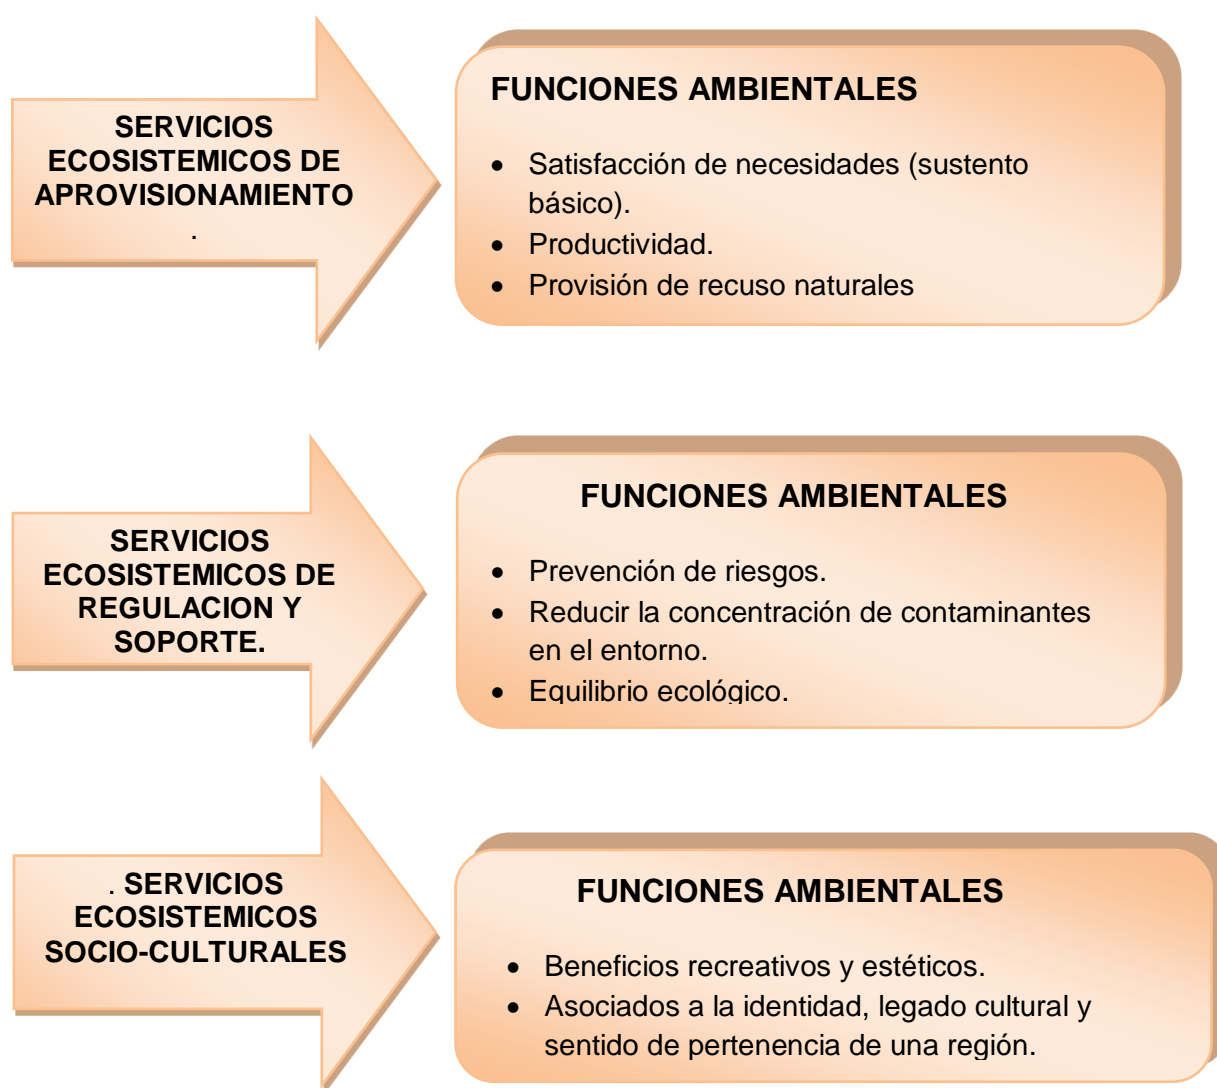 SERVICIOS
ECOSISTEMICOS DE
APROVISIONAMIENTO
.
FUNCIONES AMBIENTALES
• Satisfacción de necesidades (sustento
básico).
• Productividad.
• Provisión de recuso naturales
SERVICIOS
ECOSISTEMICOS DE
REGULACION Y
SOPORTE.
FUNCIONES AMBIENTALES
• Prevención de riesgos.
• Reducir la concentración de contaminantes
en el entorno.
• Equilibrio ecológico.
. SERVICIOS
ECOSISTEMICOS
SOCIO-CULTURALES
FUNCIONES AMBIENTALES
• Beneficios recreativos y estéticos.
• Asociados a la identidad, legado cultural y
sentido de pertenencia de una región.